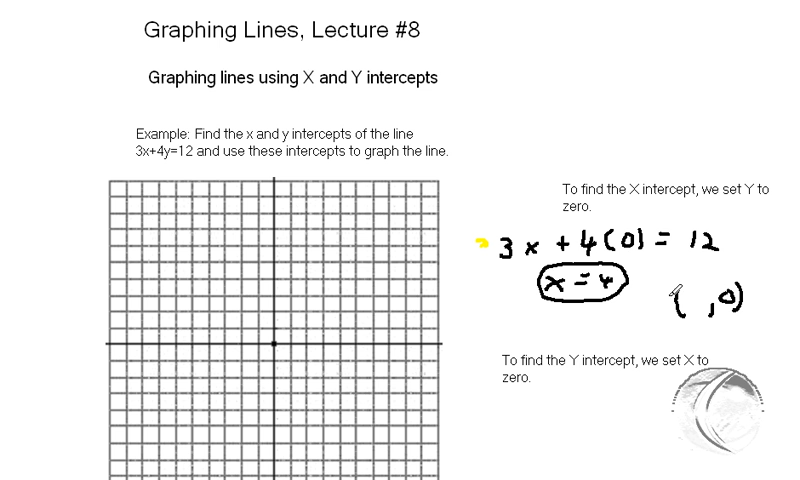 Graphing Lines, Lecture #8
Graphing lines using X and Y intercepts
Example: Find the x and y intercepts of the line
3x+4y=12 and use these intercepts to graph the line.
To find the X intercept, we set Y to
zero.
3x + 4(0) = 12
x = 4
( ,0)
To find the Y intercept, we set X to
zero.